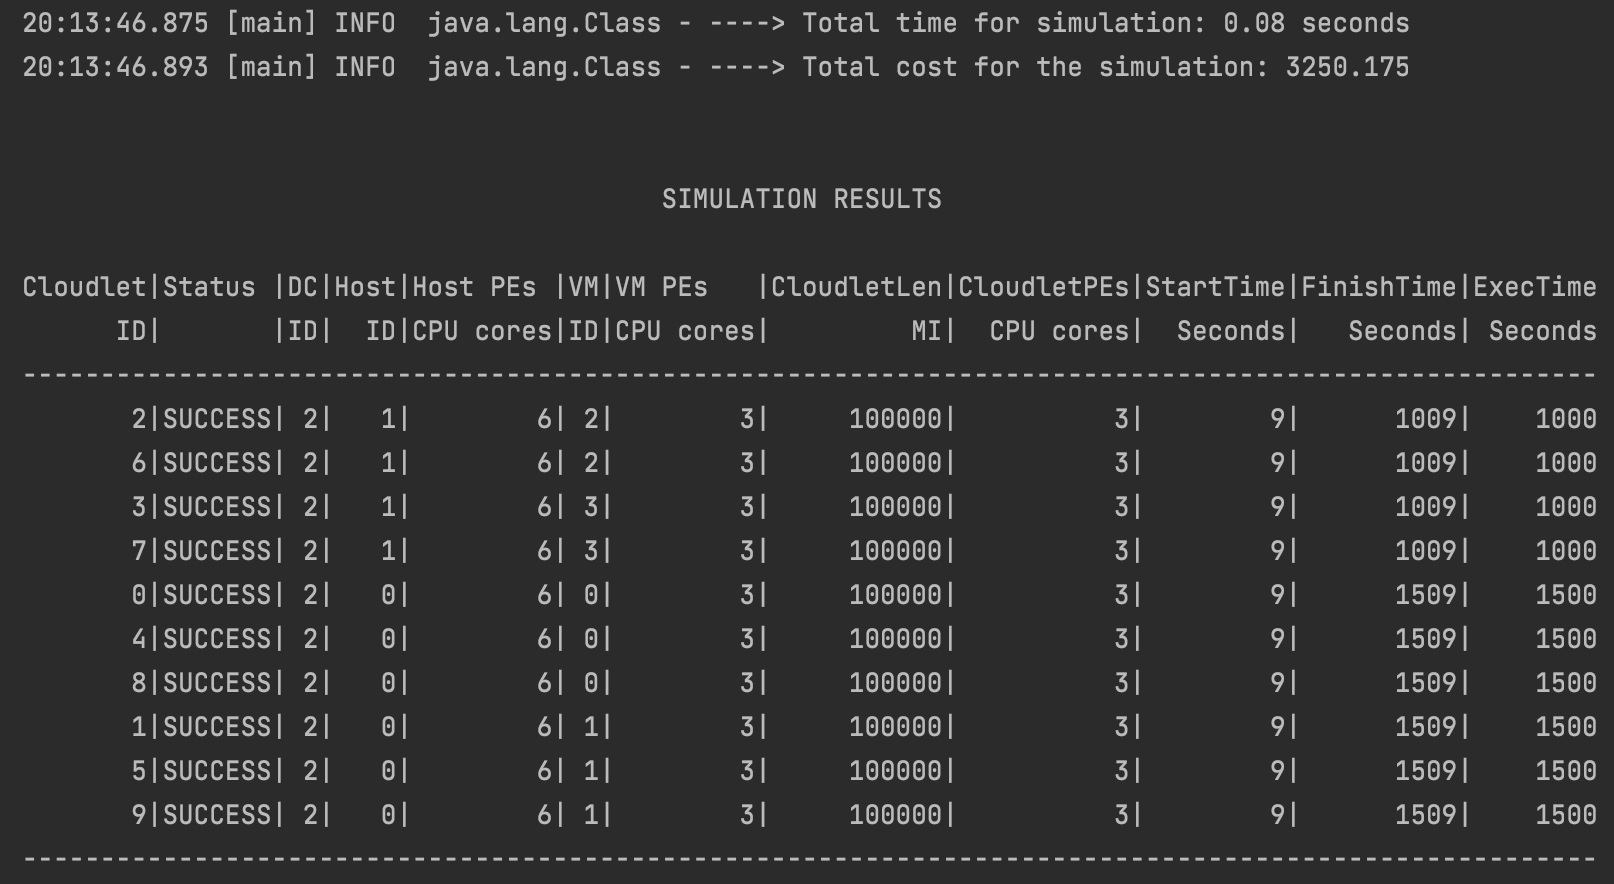 20:13:46.875 [main] INFO  java.lang.Class - ----> Total time for simulation: 0.08 seconds
20:13:46.893 [main] INFO  java.lang.Class - ----> Total cost for the simulation: 3250.175
SIMULATION RESULTS
Cloudlet|Status |DC|Host|Host PEs |VM|VM PEs   |CloudletLen|CloudletPEs|StartTime|FinishTime|ExecTime
      ID|       |ID|  ID|CPU cores|ID|CPU cores|         MI|  CPU cores|  Seconds|   Seconds| Seconds
-----------------------------------------------------------------------------------------------------
       2|SUCCESS| 2|   1|        6| 2|        3|     100000|          3|        9|      1009|    1000
       6|SUCCESS| 2|   1|        6| 2|        3|     100000|          3|        9|      1009|    1000
       3|SUCCESS| 2|   1|        6| 3|        3|     100000|          3|        9|      1009|    1000
       7|SUCCESS| 2|   1|        6| 3|        3|     100000|          3|        9|      1009|    1000
       0|SUCCESS| 2|   0|        6| 0|        3|     100000|          3|        9|      1509|    1500
       4|SUCCESS| 2|   0|        6| 0|        3|     100000|          3|        9|      1509|    1500
       8|SUCCESS| 2|   0|        6| 0|        3|     100000|          3|        9|      1509|    1500
       1|SUCCESS| 2|   0|        6| 1|        3|     100000|          3|        9|      1509|    1500
       5|SUCCESS| 2|   0|        6| 1|        3|     100000|          3|        9|      1509|    1500
       9|SUCCESS| 2|   0|        6| 1|        3|     100000|          3|        9|      1509|    1500
-----------------------------------------------------------------------------------------------------